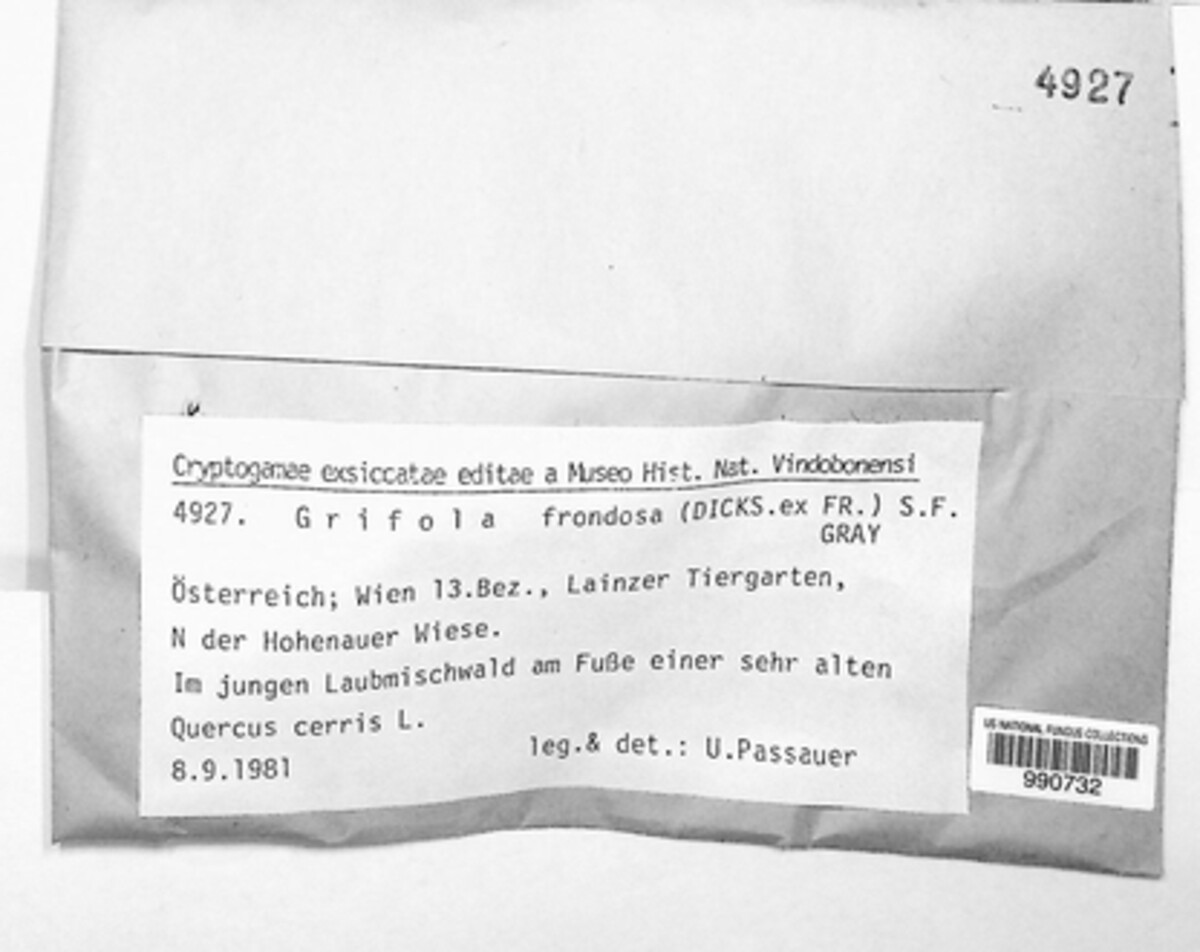 4927
Cryptogamae exsiccatae editae a Museo Hist. Nat. Vindobonensi
4927. Grifola frondosa (DICKS.ex FR.) S.F.
GRAY
Österreich; Wien 13.Bez., Lainzer Tiergarten,
N der Hohenauer Wiese.
Im jungen Laubmischwald am Fuße einer sehr alten
Quercus cerris L.
leg.& det.: U.Passauer
8.9.1981
US NATIONAL FUNGUS COLLECTIONS
990732